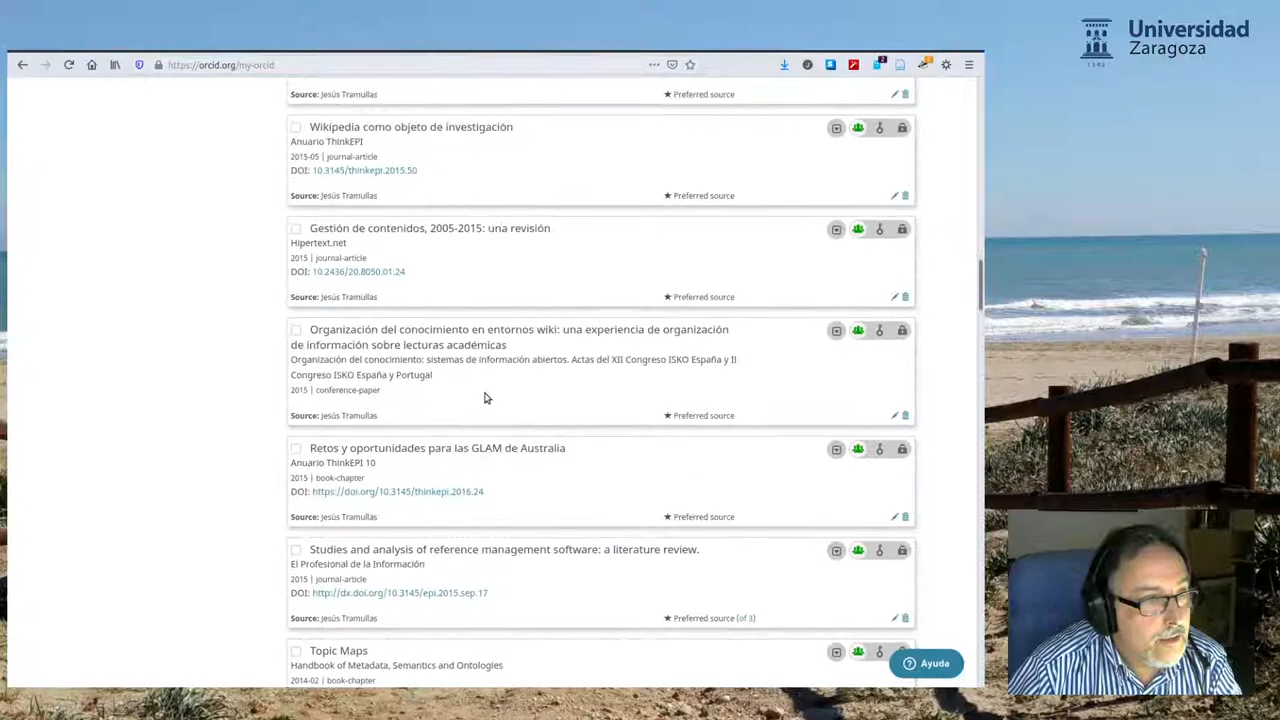 Universidad
Zaragoza
1542
https://orcid.org/my-orcid
Source: Jesús Tramullas
★ Preferred source
Wikipedia como objeto de investigación
Anuario ThinkEPI
2015-05 | journal-article
DOI: 10.3145/thinkepi.2015.50
Source: Jesús Tramullas
★ Preferred source
Gestión de contenidos, 2005-2015: una revisión
Hipertext.net
2015 | journal-article
DOI: 10.2436/20.8050.01.24
Source: Jesús Tramullas
★ Preferred source
Organización del conocimiento en entornos wiki: una experiencia de organización
de información sobre lecturas académicas
Organización del conocimiento: sistemas de información abiertos. Actas del XII Congreso ISKO España y II
Congreso ISKO España y Portugal
2015 | conference-paper
Source: Jesús Tramullas
★ Preferred source
Retos y oportunidades para las GLAM de Australia
Anuario ThinkEPI 10
2015 | book-chapter
DOI: https://doi.org/10.3145/thinkepi.2016.24
Source: Jesús Tramullas
★ Preferred source
Studies and analysis of reference management software: a literature review.
El Profesional de la Información
2015 | journal-article
DOI: http://dx.doi.org/10.3145/epi.2015.sep.17
Source: Jesús Tramullas
★ Preferred source (of 3)
Topic Maps
Handbook of Metadata, Semantics and Ontologies
2014-02 | book-chapter
Ayuda